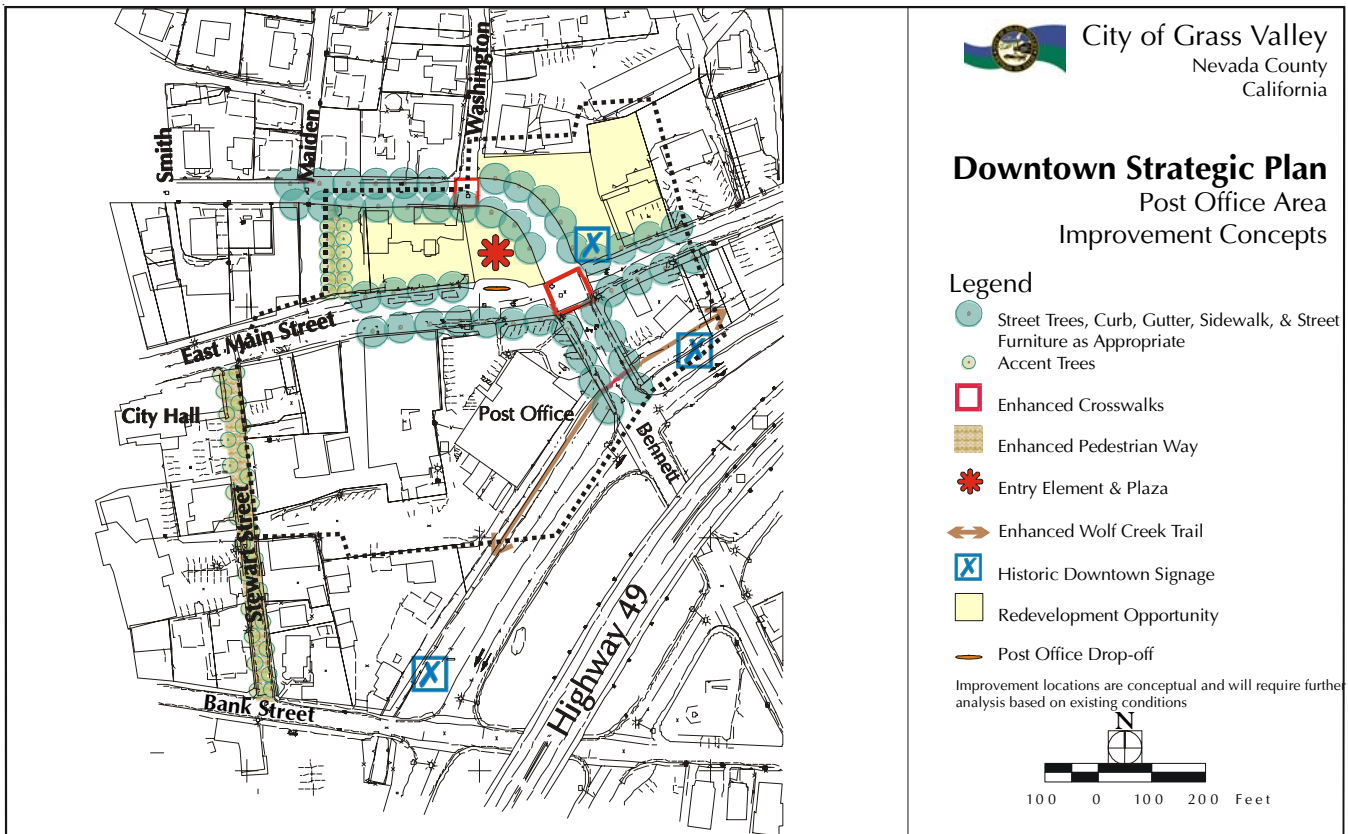 City of Grass Valley
Nevada County
California
Downtown Strategic Plan
Post Office Area
Improvement Concepts
Legend
Street Trees, Curb, Gutter, Sidewalk, & Street
Furniture as Appropriate
Accent Trees
Enhanced Crosswalks
Enhanced Pedestrian Way
Entry Element & Plaza
Enhanced Wolf Creek Trail
Historic Downtown Signage
Redevelopment Opportunity
Post Office Drop-off
Improvement locations are conceptual and will require further
analysis based on existing conditions
N
100 0 100 200 Feet
Smith
Maiden
Washington
East Main Street
City Hall
Post Office
Bennett
Stewart Street
Bank Street
Highway 49